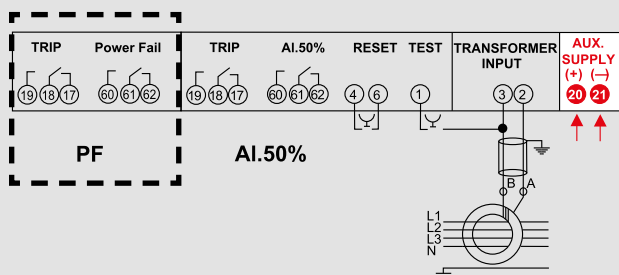 TRIP Power Fail TRIP Al.50% RESET TEST TRANSFORMER INPUT AUX. SUPPLY
(+) (—)
19 18 17 60 61 62 19 18 17 60 61 62 4 6 1 3 2 20 21
PF Al.50%
B A
L1
L2
L3
N